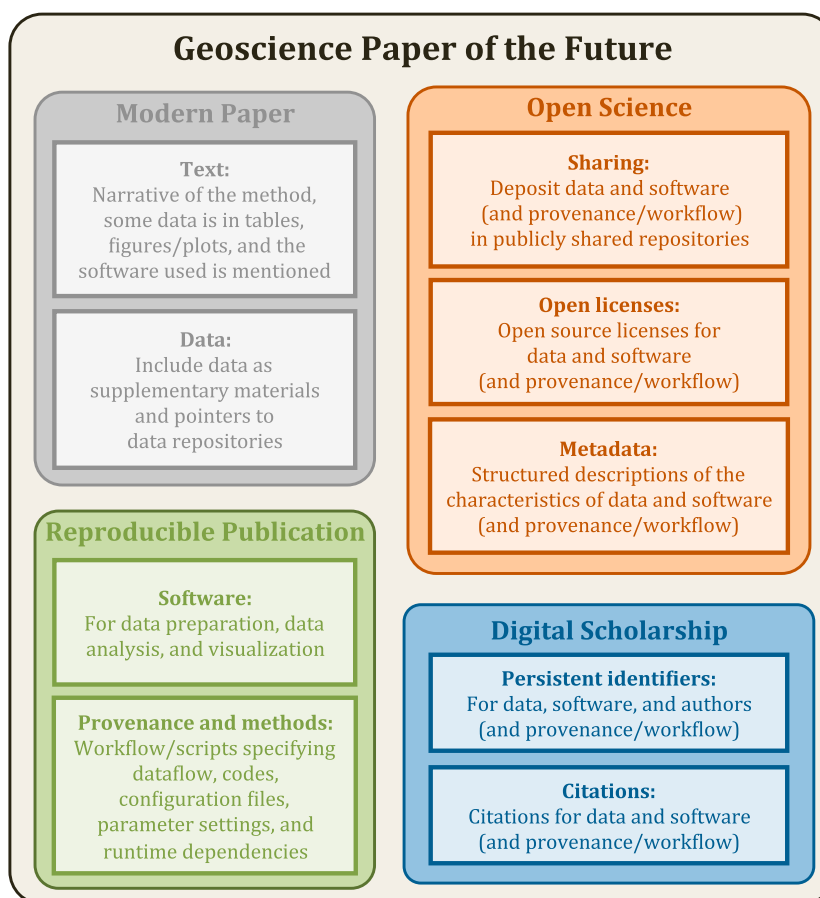 Geoscience Paper of the Future
Modern Paper
Text:
Narrative of the method,
some data is in tables,
figures/plots, and the
software used is mentioned
Data:
Include data as
supplementary materials
and pointers to
data repositories
Reproducible Publication
Software:
For data preparation, data
analysis, and visualization
Provenance and methods:
Workflow/scripts specifying
dataflow, codes,
configuration files,
parameter settings, and
runtime dependencies
Open Science
Sharing:
Deposit data and software
(and provenance/workflow)
in publicly shared repositories
Open licenses:
Open source licenses for
data and software
(and provenance/workflow)
Metadata:
Structured descriptions of the
characteristics of data and software
(and provenance/workflow)
Digital Scholarship
Persistent identifiers:
For data, software, and authors
(and provenance/workflow)
Citations:
Citations for data and software
(and provenance/workflow)